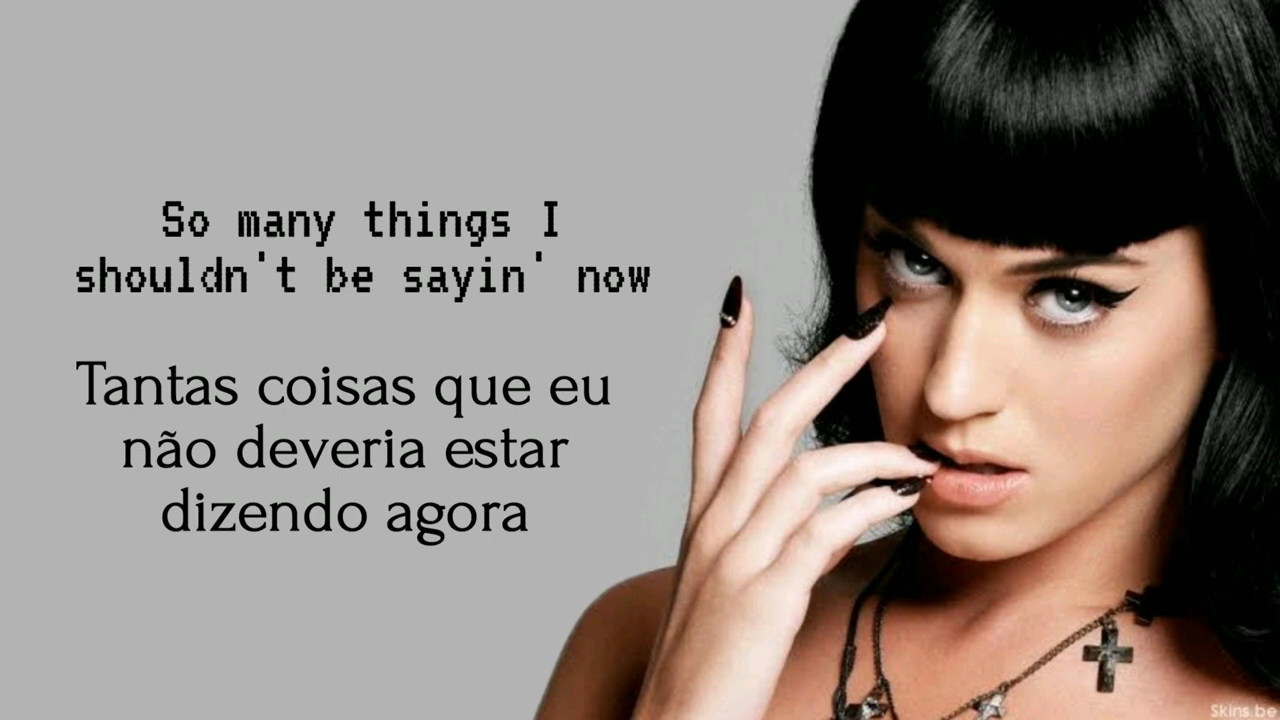 So many things I
shouldn't be sayin' now
Tantas coisas que eu
não deveria estar
dizendo agora
Skins.be